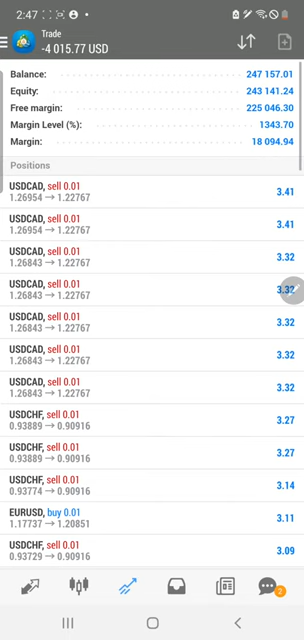 2:47
Trade
-4 015.77 USD
Balance: 247 157.01
Equity: 243 141.24
Free margin: 225 046.30
Margin Level (%): 1343.70
Margin: 18 094.94
Positions
USDCAD, sell 0.01 3.41
1.26954 → 1.22767
USDCAD, sell 0.01 3.41
1.26954 → 1.22767
USDCAD, sell 0.01 3.32
1.26843 → 1.22767
USDCAD, sell 0.01 3.32
1.26843 → 1.22767
USDCAD, sell 0.01 3.32
1.26843 → 1.22767
USDCAD, sell 0.01 3.32
1.26843 → 1.22767
USDCAD, sell 0.01 3.32
1.26843 → 1.22767
USDCHF, sell 0.01 3.27
0.93889 → 0.90916
USDCHF, sell 0.01 3.27
0.93889 → 0.90916
USDCHF, sell 0.01 3.14
0.93774 → 0.90916
EURUSD, buy 0.01 3.11
1.17737 → 1.20851
USDCHF, sell 0.01 3.09
0.93729 → 0.90916
2